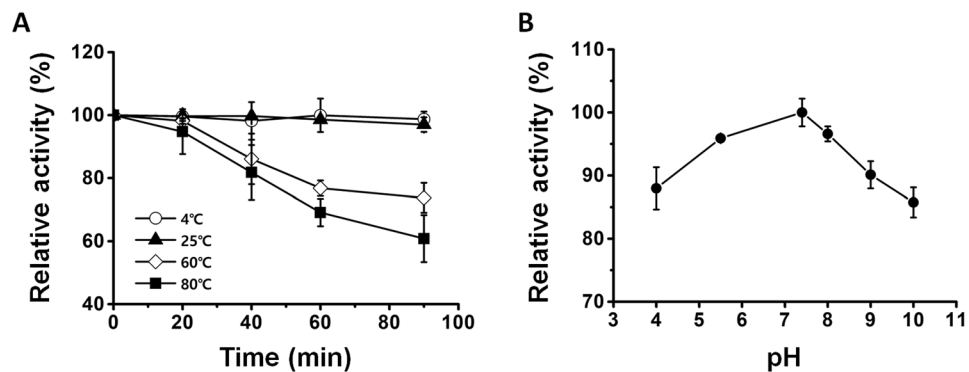 A
Relative activity (%)
120
100
80
60
40
4℃
25℃
60℃
80℃
0 20 40 60 80 100
Time (min)
B
Relative activity (%)
110
100
90
80
70
3 4 5 6 7 8 9 10 11
pH